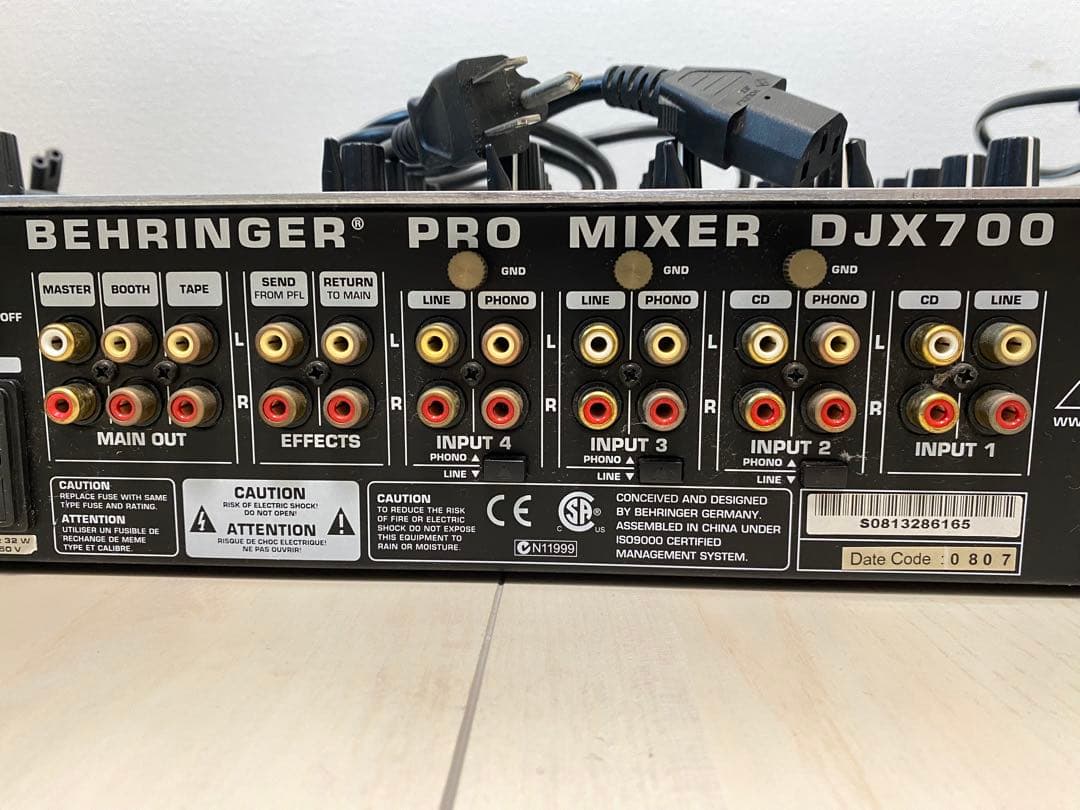 BEHRINGER® PRO MIXER DJX700
GND
GND
GND
/OFF
MASTER
BOOTH
TAPE
L
R
MAIN OUT
SEND
FROM PFL
RETURN
TO MAIN
L
R
EFFECTS
LINE
PHONO
L
R
INPUT 4
PHONO ▲
LINE ▼
LINE
PHONO
L
R
INPUT 3
PHONO ▲
LINE ▼
CD
PHONO
L
R
INPUT 2
PHONO ▲
LINE ▼
CD
LINE
INPUT 1
WW
32 W
CAUTION
REPLACE FUSE WITH SAME
TYPE FUSE AND RATING.
ATTENTION
UTILISER UN FUSIBLE DE
RECHANGE DE MEME
TYPE ET CALIBRE.
CAUTION
RISK OF ELECTRIC SHOCK!
DO NOT OPEN!
ATTENTION
RISQUE DE CHOC ELECTRIQUE!
NE PAS OUVRIR!
CAUTION
TO REDUCE THE RISK
OF FIRE OR ELECTRIC
SHOCK DO NOT EXPOSE
THIS EQUIPMENT TO
RAIN OR MOISTURE.
CE
C SA ® US
N11999
CONCEIVED AND DESIGNED
BY BEHRINGER GERMANY.
ASSEMBLED IN CHINA UNDER
ISO9000 CERTIFIED
MANAGEMENT SYSTEM.
S0813286165
Date Code : 0807